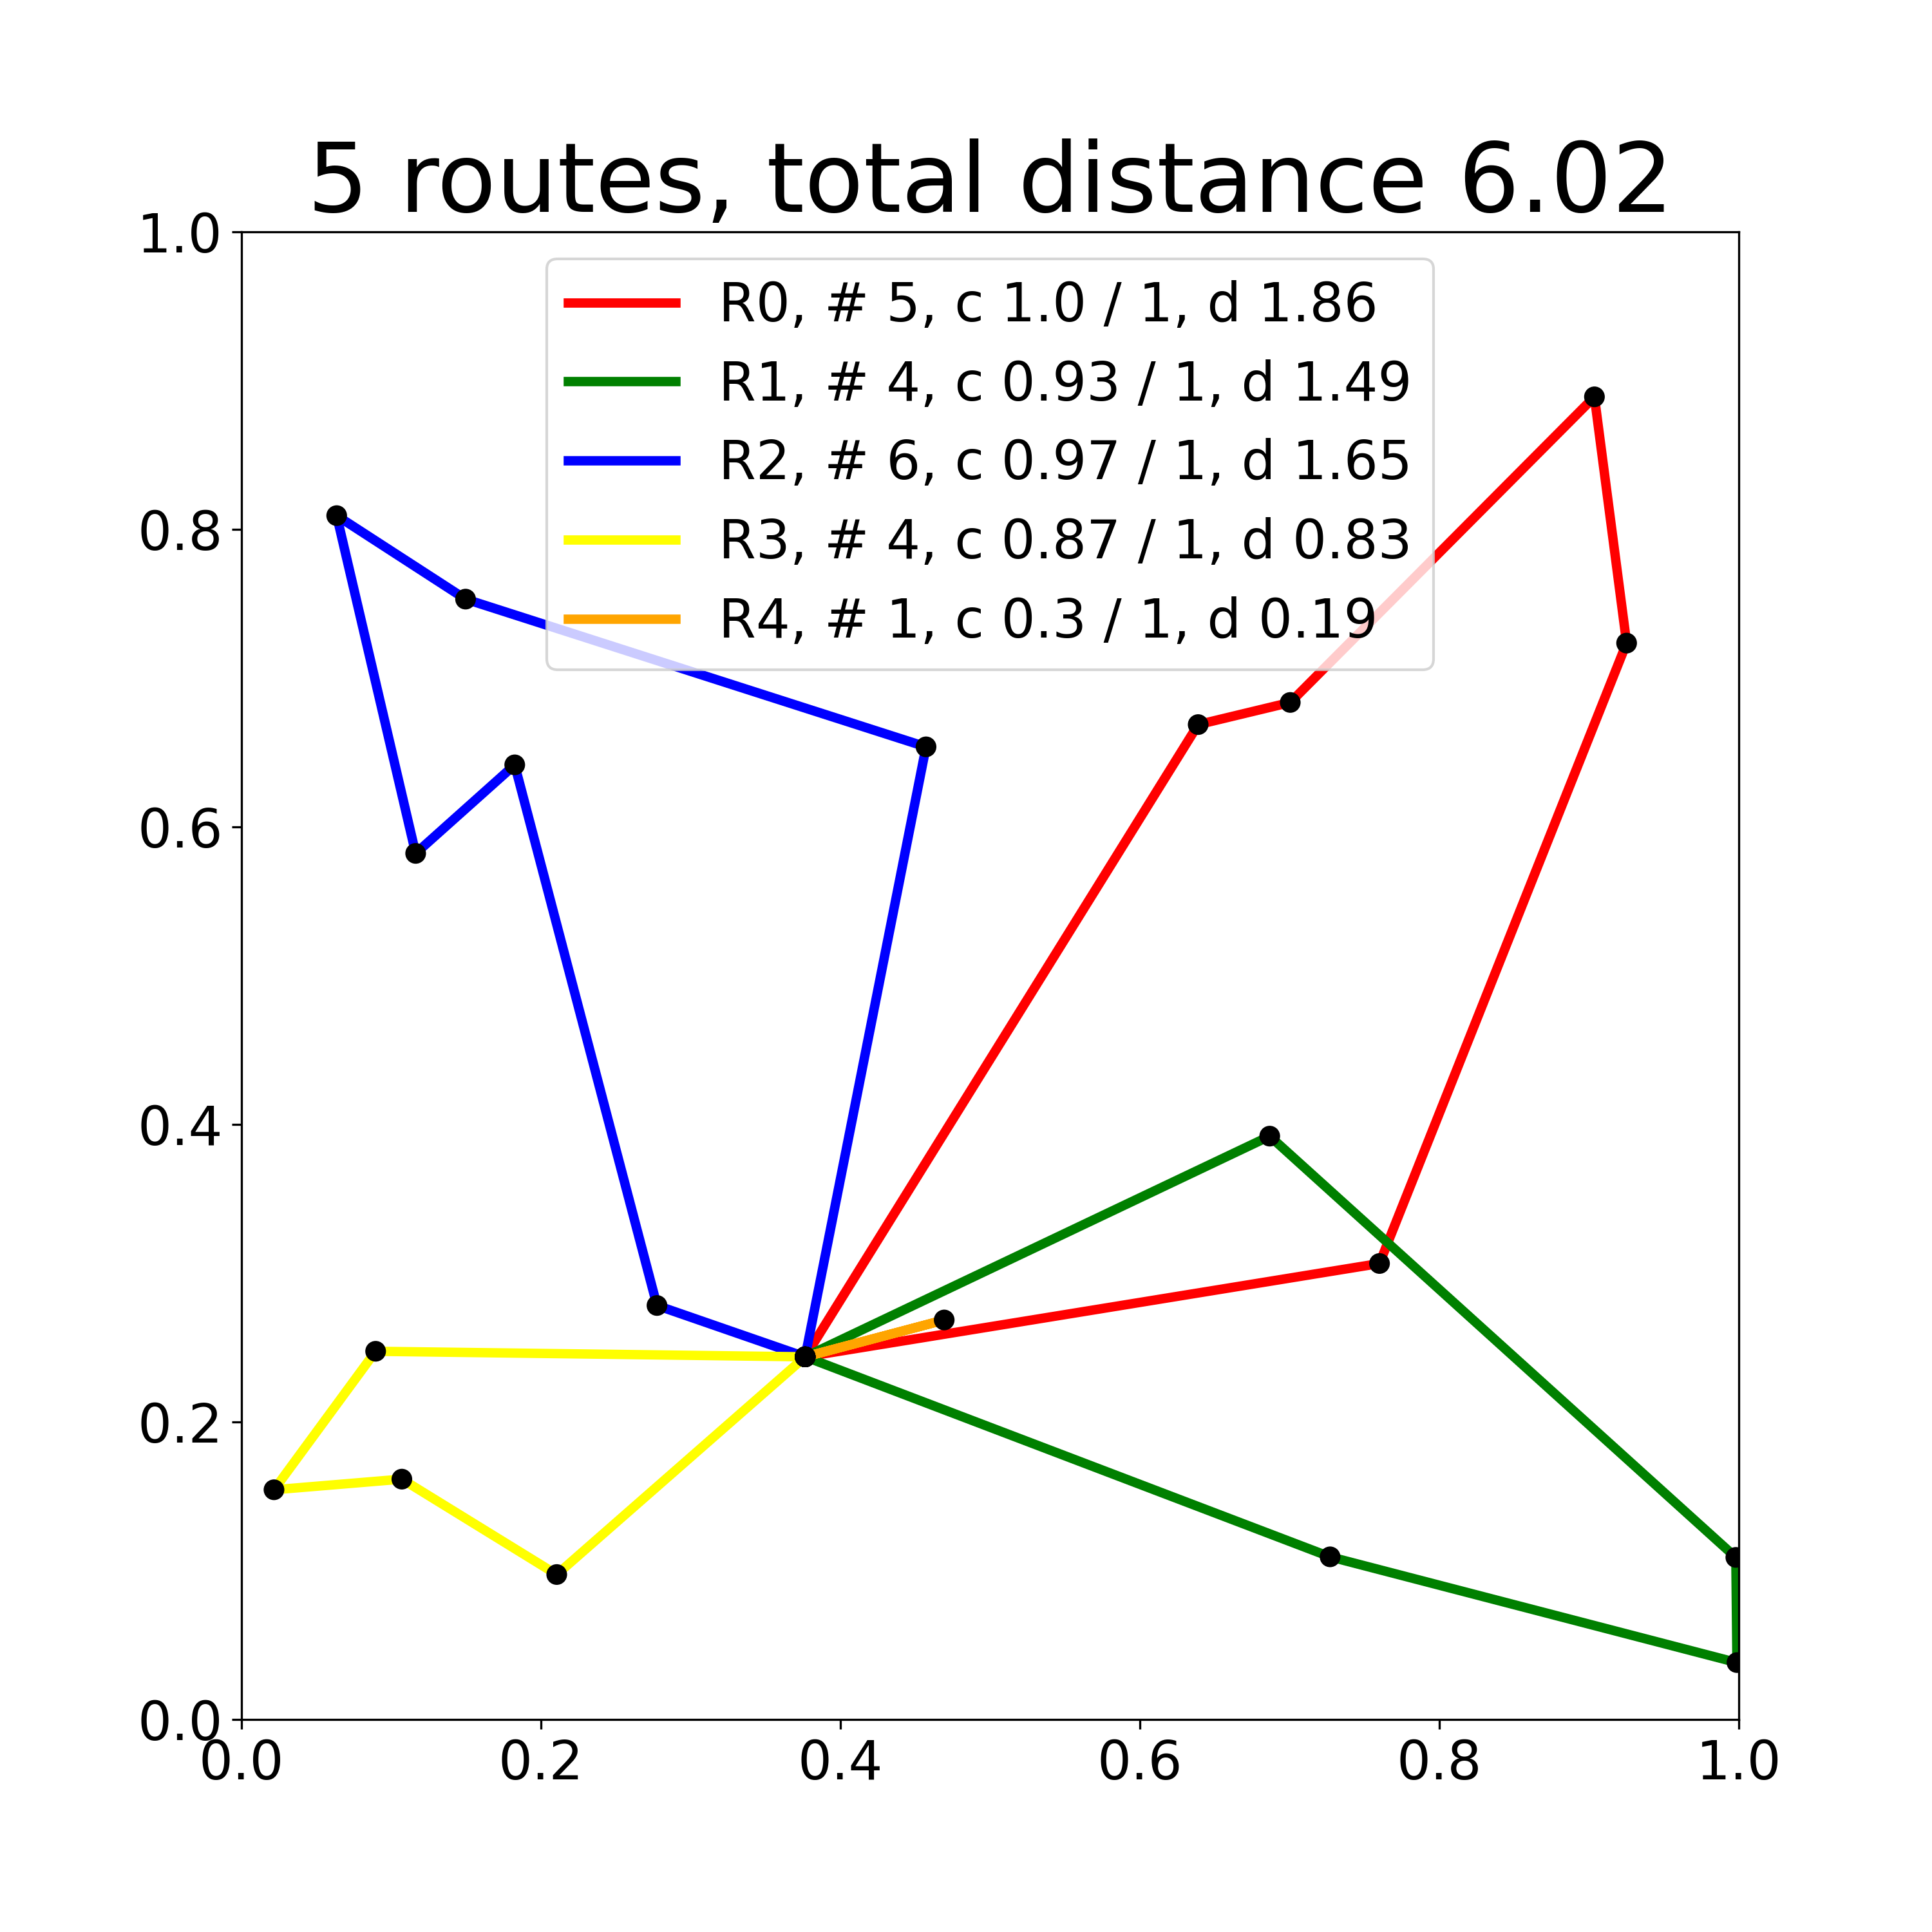 5 routes, total distance 6.02
1.0
R0, # 5, c 1.0 / 1, d 1.86
R1, # 4, c 0.93 / 1, d 1.49
R2, # 6, c 0.97 / 1, d 1.65
0.8
R3, # 4, c 0.87 / 1, d 0.83
R4, # 1, c 0.3 / 1, d 0.19
0.6
0.4
0.2
0.0
0.0 0.2 0.4 0.6 0.8 1.0